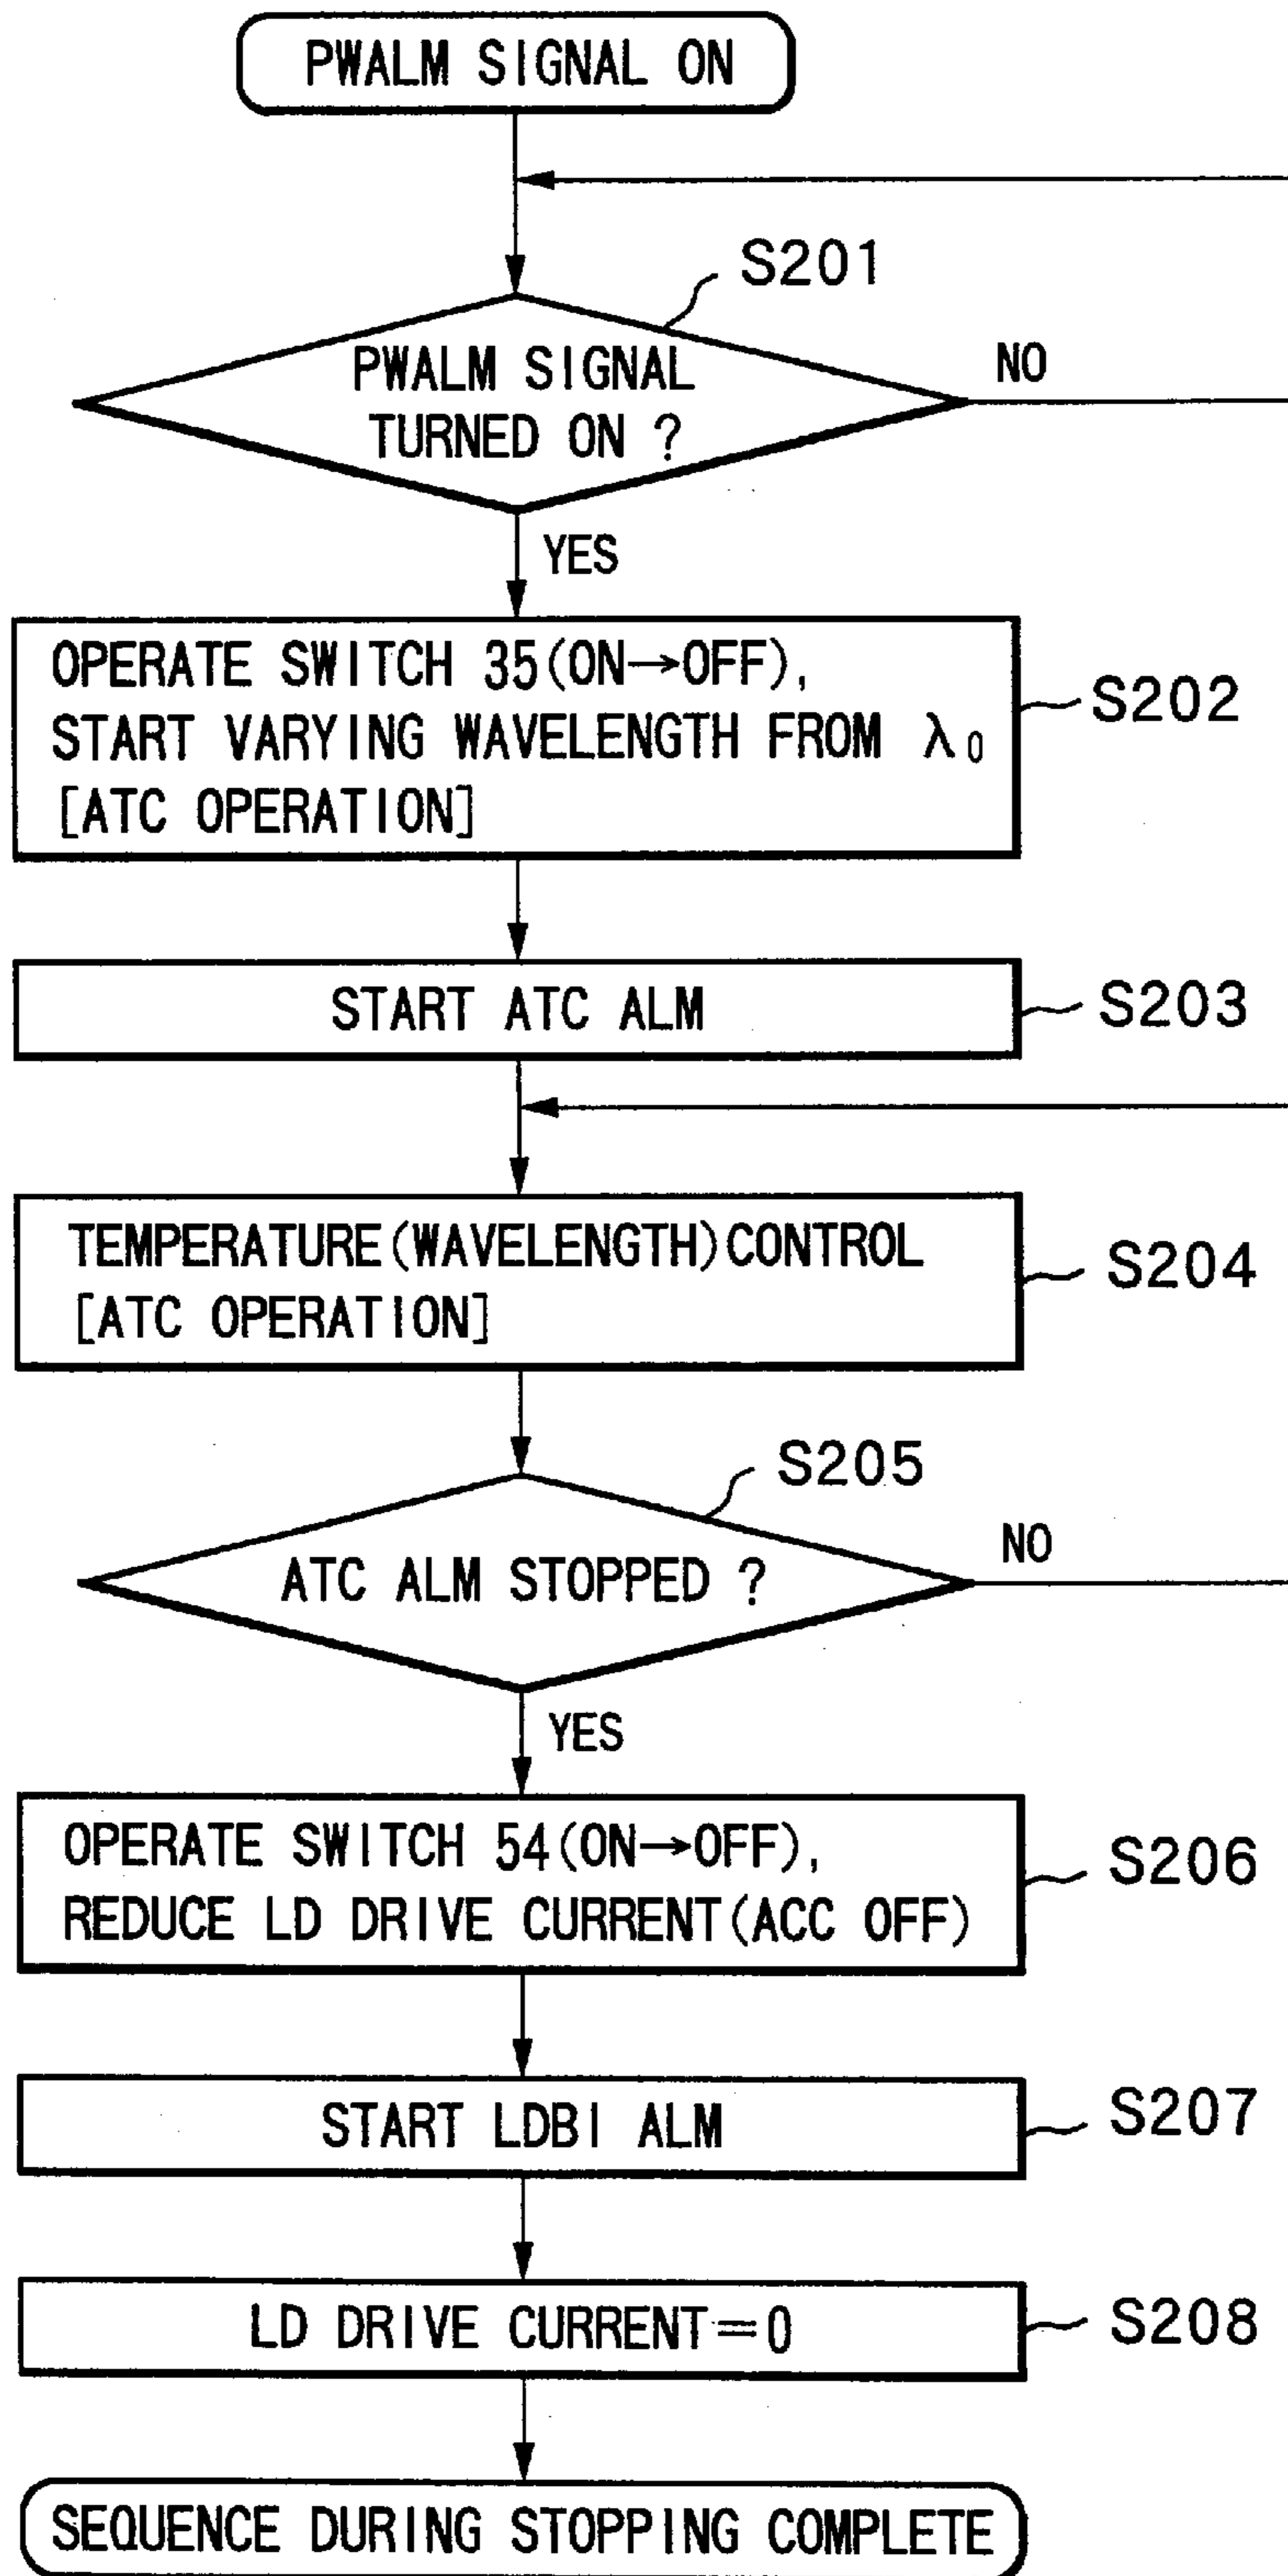 PWALM SIGNAL ON
S201
PWALM SIGNAL
TURNED ON ?
NO
YES
OPERATE SWITCH 35(ON→OFF),
START VARYING WAVELENGTH FROM λ₀
[ATC OPERATION]
S202
START ATC ALM
S203
TEMPERATURE(WAVELENGTH)CONTROL
[ATC OPERATION]
S204
S205
ATC ALM STOPPED ?
NO
YES
OPERATE SWITCH 54(ON→OFF),
REDUCE LD DRIVE CURRENT(ACC OFF)
S206
START LDBI ALM
S207
LD DRIVE CURRENT=0
S208
SEQUENCE DURING STOPPING COMPLETE